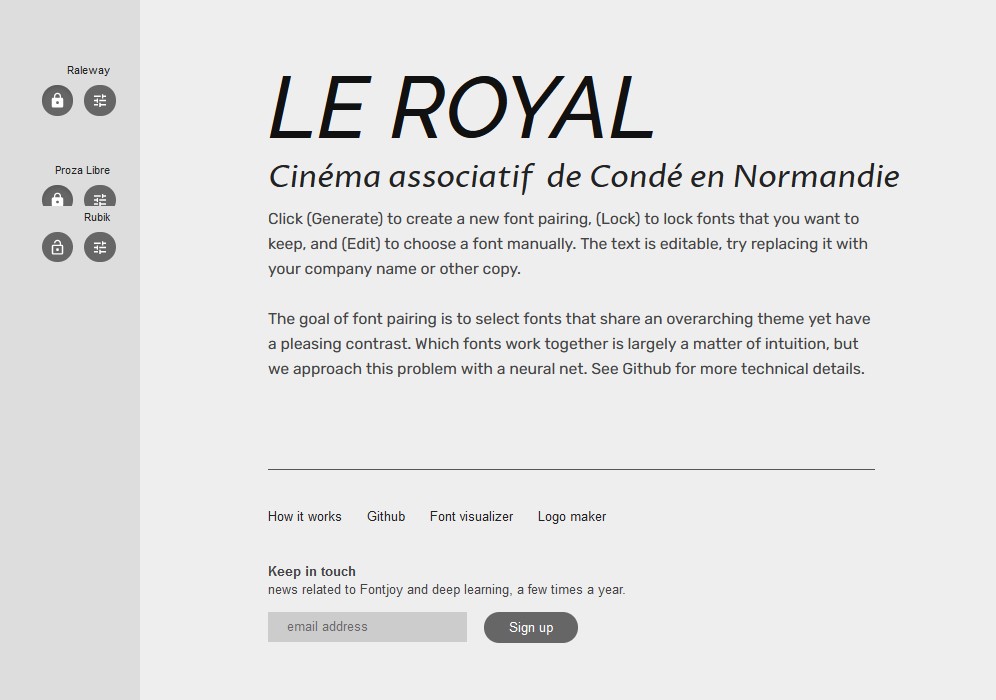 Raleway
LE ROYAL
Proza Libre
Cinéma associatif de Condé en Normandie
Rubik
Click (Generate) to create a new font pairing, (Lock) to lock fonts that you want to
keep, and (Edit) to choose a font manually. The text is editable, try replacing it with
your company name or other copy.
The goal of font pairing is to select fonts that share an overarching theme yet have
a pleasing contrast. Which fonts work together is largely a matter of intuition, but
we approach this problem with a neural net. See Github for more technical details.
How it works Github Font visualizer Logo maker
Keep in touch
news related to Fontjoy and deep learning, a few times a year.
email address Sign up